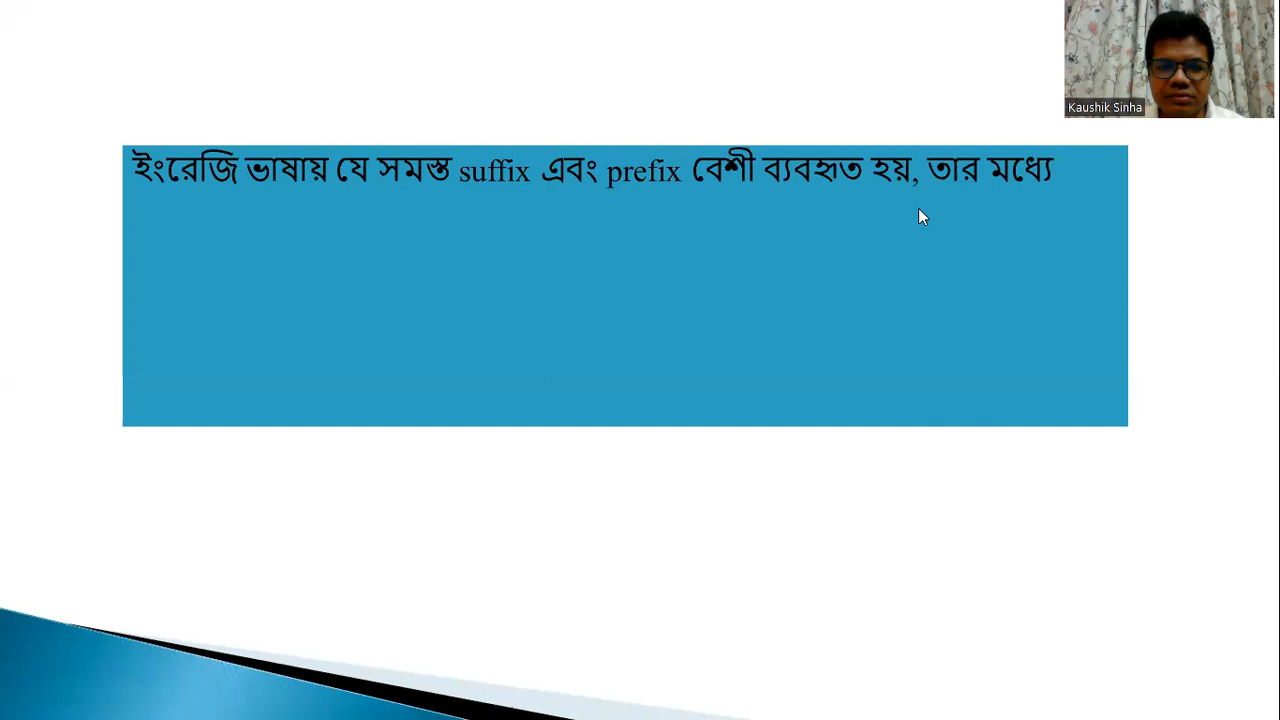 Kaushik Sinha
ইংরেজি ভাষায় যে সমস্ত suffix এবং prefix বেশী ব্যবহৃত হয়, তার মধ্যে